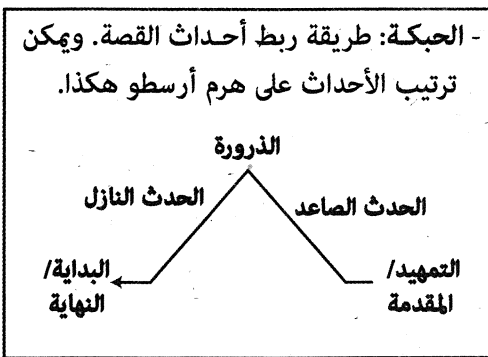 - الحبكة: طريقة ربط أحداث القصة. ويمكن
ترتيب الأحداث على هرم أرسطو هكذا.
الذرورة
الحدث الصاعد
الحدث النازل
التمهيد/
المقدمة
البداية/
النهاية